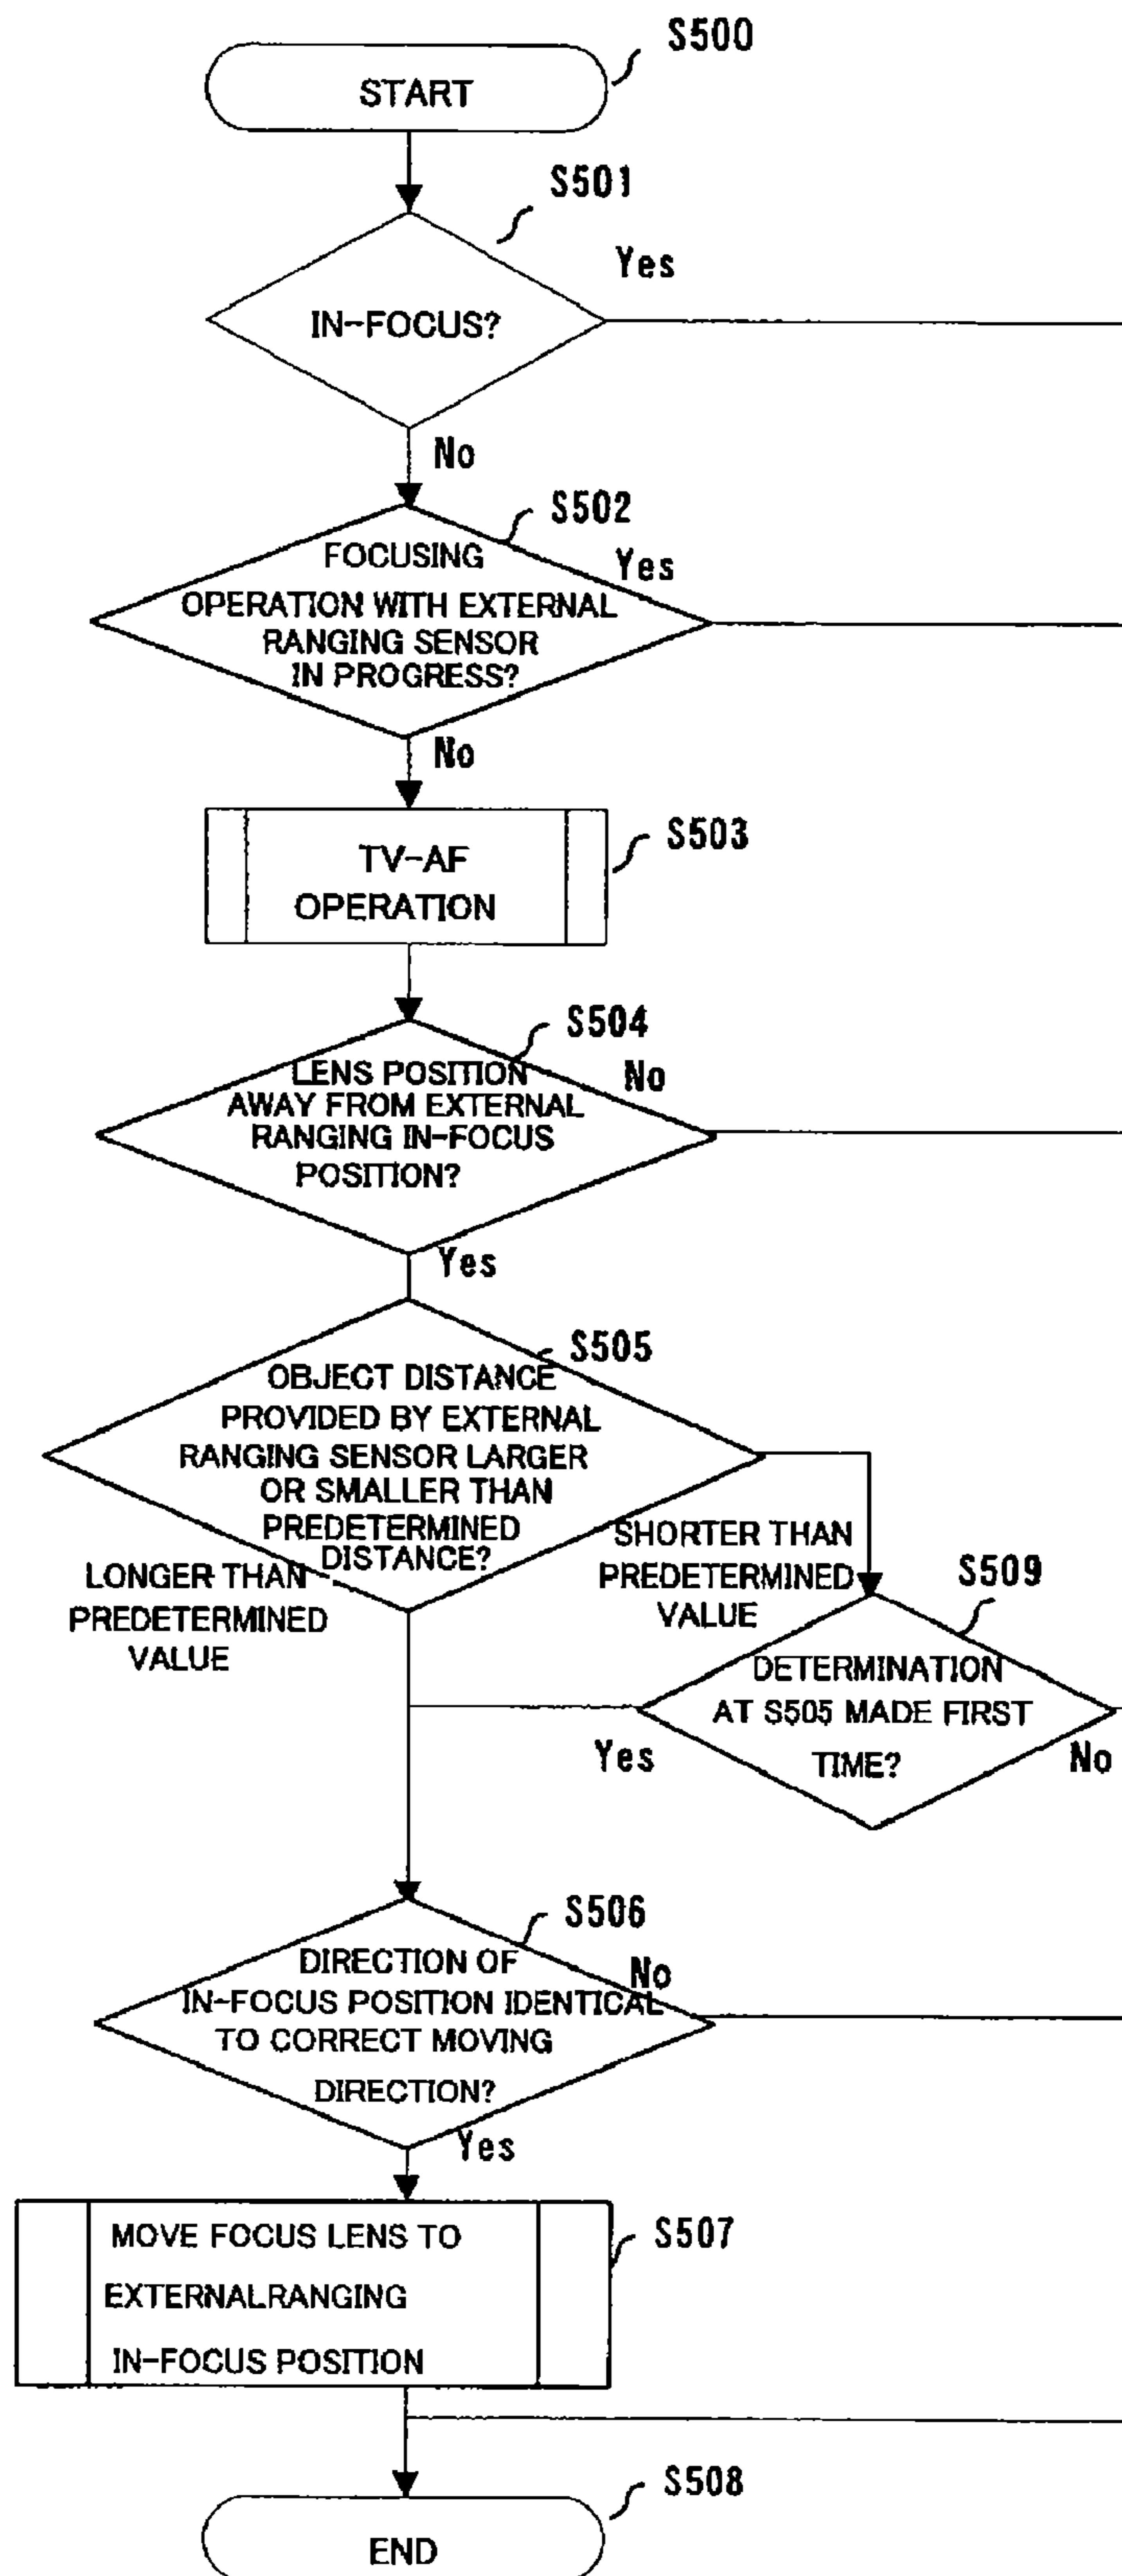 S500
START
S501
Yes
IN-FOCUS?
No
S502
FOCUSING
Yes
OPERATION WITH EXTERNAL
RANGING SENSOR
IN PROGRESS?
No
S503
TV-AF
OPERATION
S504
LENS POSITION
No
AWAY FROM EXTERNAL
RANGING IN-FOCUS
POSITION?
Yes
S505
OBJECT DISTANCE
PROVIDED BY EXTERNAL
RANGING SENSOR LARGER
OR SMALLER THAN
PREDETERMINED
DISTANCE?
LONGER THAN
PREDETERMINED
VALUE
SHORTER THAN
PREDETERMINED
VALUE
S509
DETERMINATION
AT S505 MADE FIRST
TIME?
Yes
No
S506
DIRECTION OF
No
IN-FOCUS POSITION IDENTICAL
TO CORRECT MOVING
DIRECTION?
Yes
S507
MOVE FOCUS LENS TO
EXTERNALRANGING
IN-FOCUS POSITION
S508
END